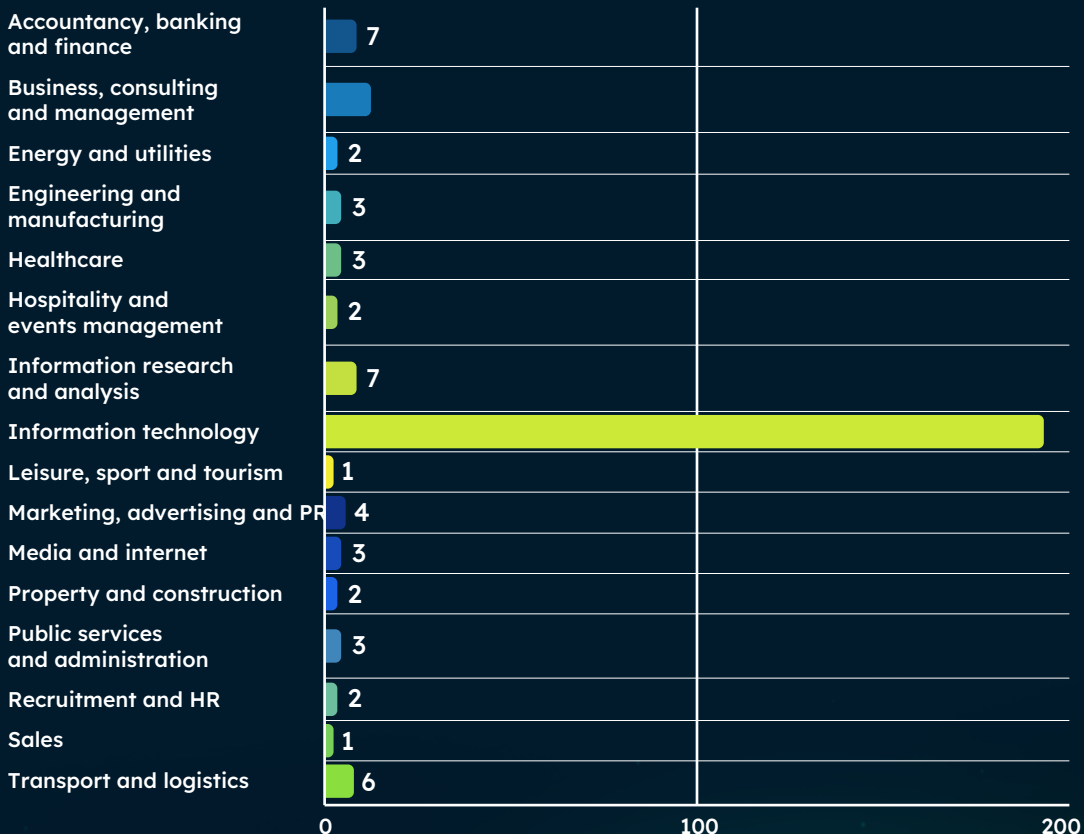 Accountancy, banking
and finance
7
Business, consulting
and management
Energy and utilities
2
Engineering and
manufacturing
3
Healthcare
3
Hospitality and
events management
2
Information research
and analysis
7
Information technology
Leisure, sport and tourism
1
Marketing, advertising and PR
4
Media and internet
3
Property and construction
2
Public services
and administration
3
Recruitment and HR
2
Sales
1
Transport and logistics
6
0 100 200